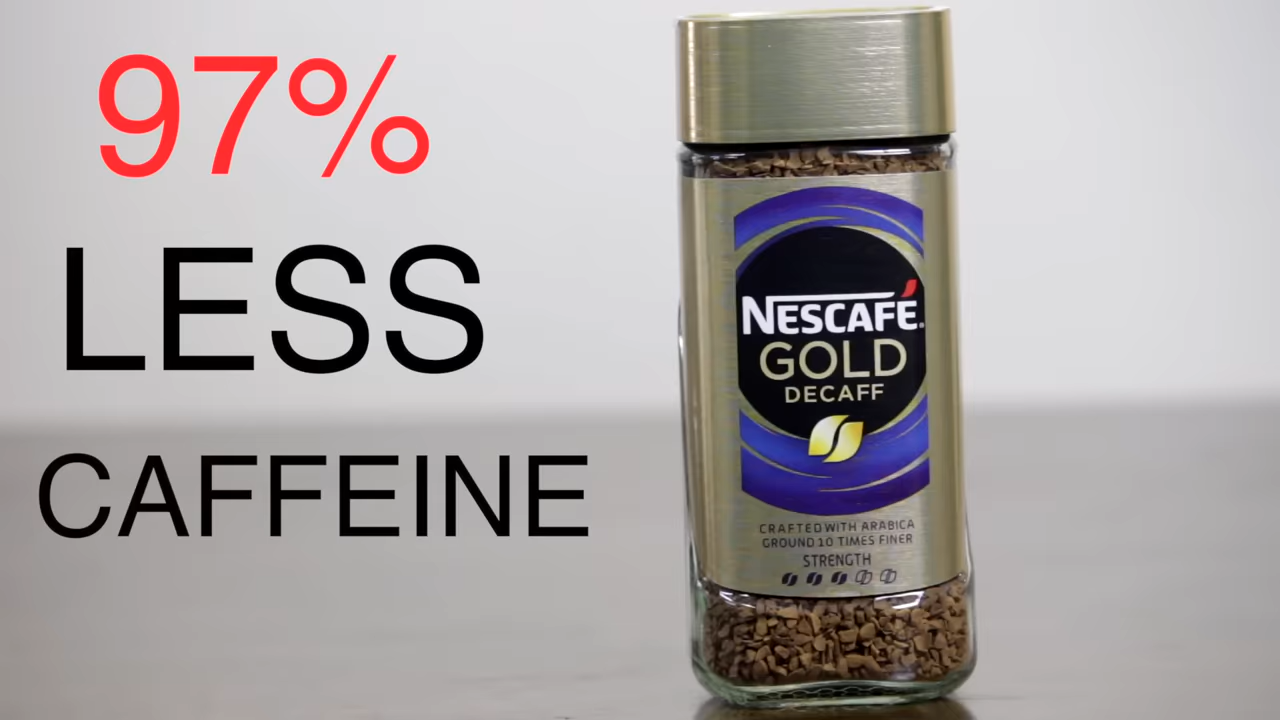 97%
LESS
CAFFEINE
NESCAFÉ®
GOLD
DECAFF
CRAFTED WITH ARABICA
GROUND 10 TIMES FINER
STRENGTH